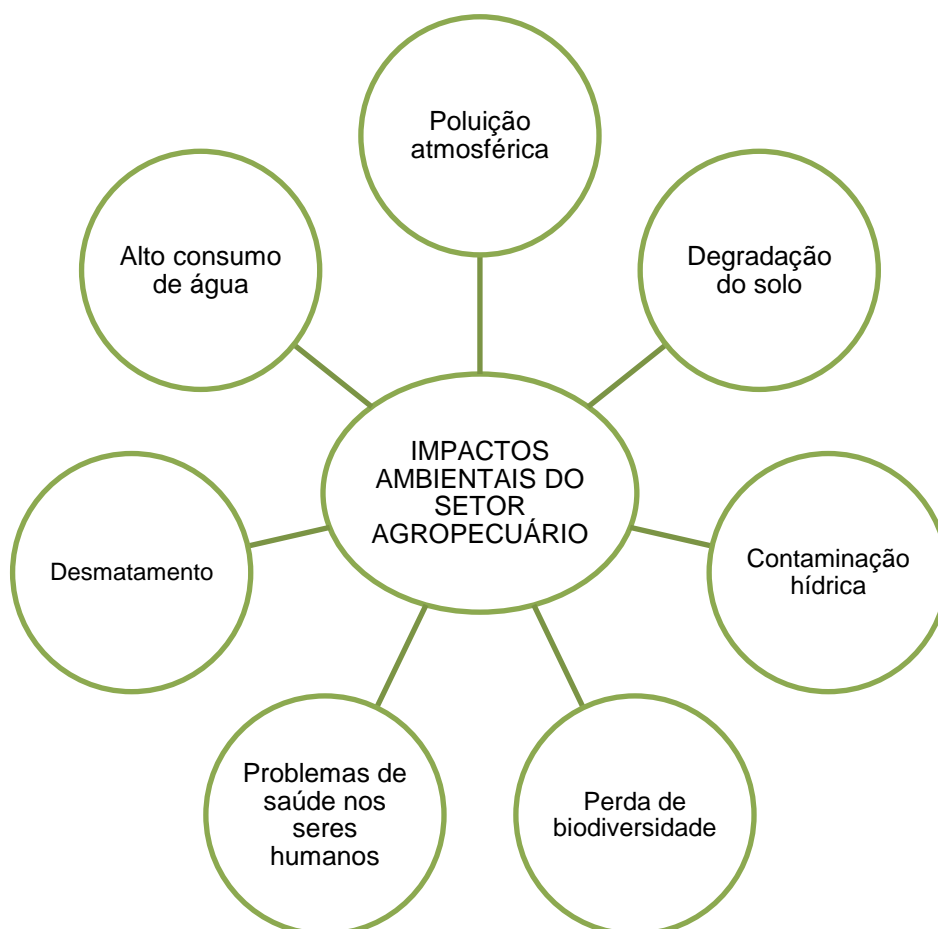 Poluição
atmosférica
Alto consumo
de água
Degradação
do solo
IMPACTOS
AMBIENTAIS DO
SETOR
AGROPECUÁRIO
Desmatamento
Contaminação
hídrica
Problemas de
saúde nos
seres
humanos
Perda de
biodiversidade